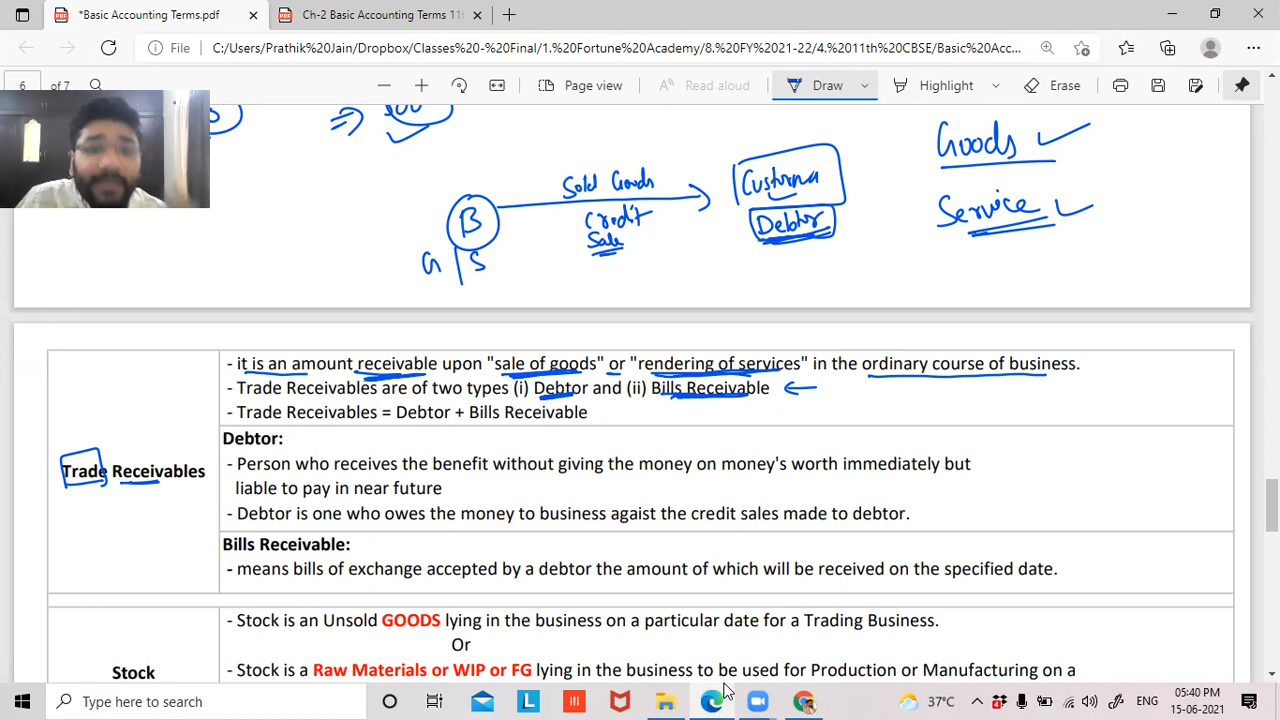 *Basic Accounting Terms.pdf
Ch-2 Basic Accounting Terms 11t
File
C:/Users/Prathik%20Jain/Dropbox/Classes%20-%20Final/1.%20Fortune%20Academy/8.%20FY%2021-22/4.%2011th%20CBSE/Basic%20Acc...
6 of 7
Page view
Read aloud
Draw
Highlight
Erase
Goods
Sold Goods
Customer
Credit
Sale
Debtor
Service
B
G S
- it is an amount receivable upon "sale of goods" or "rendering of services" in the ordinary course of business.
- Trade Receivables are of two types (i) Debtor and (ii) Bills Receivable
- Trade Receivables = Debtor + Bills Receivable
Debtor:
Trade Receivables
- Person who receives the benefit without giving the money on money's worth immediately but
liable to pay in near future
- Debtor is one who owes the money to business agaist the credit sales made to debtor.
Bills Receivable:
- means bills of exchange accepted by a debtor the amount of which will be received on the specified date.
- Stock is an Unsold GOODS lying in the business on a particular date for a Trading Business.
Or
Stock
- Stock is a Raw Materials or WIP or FG lying in the business to be used for Production or Manufacturing on a
Type here to search
37°C
05:40 PM
15-06-2021